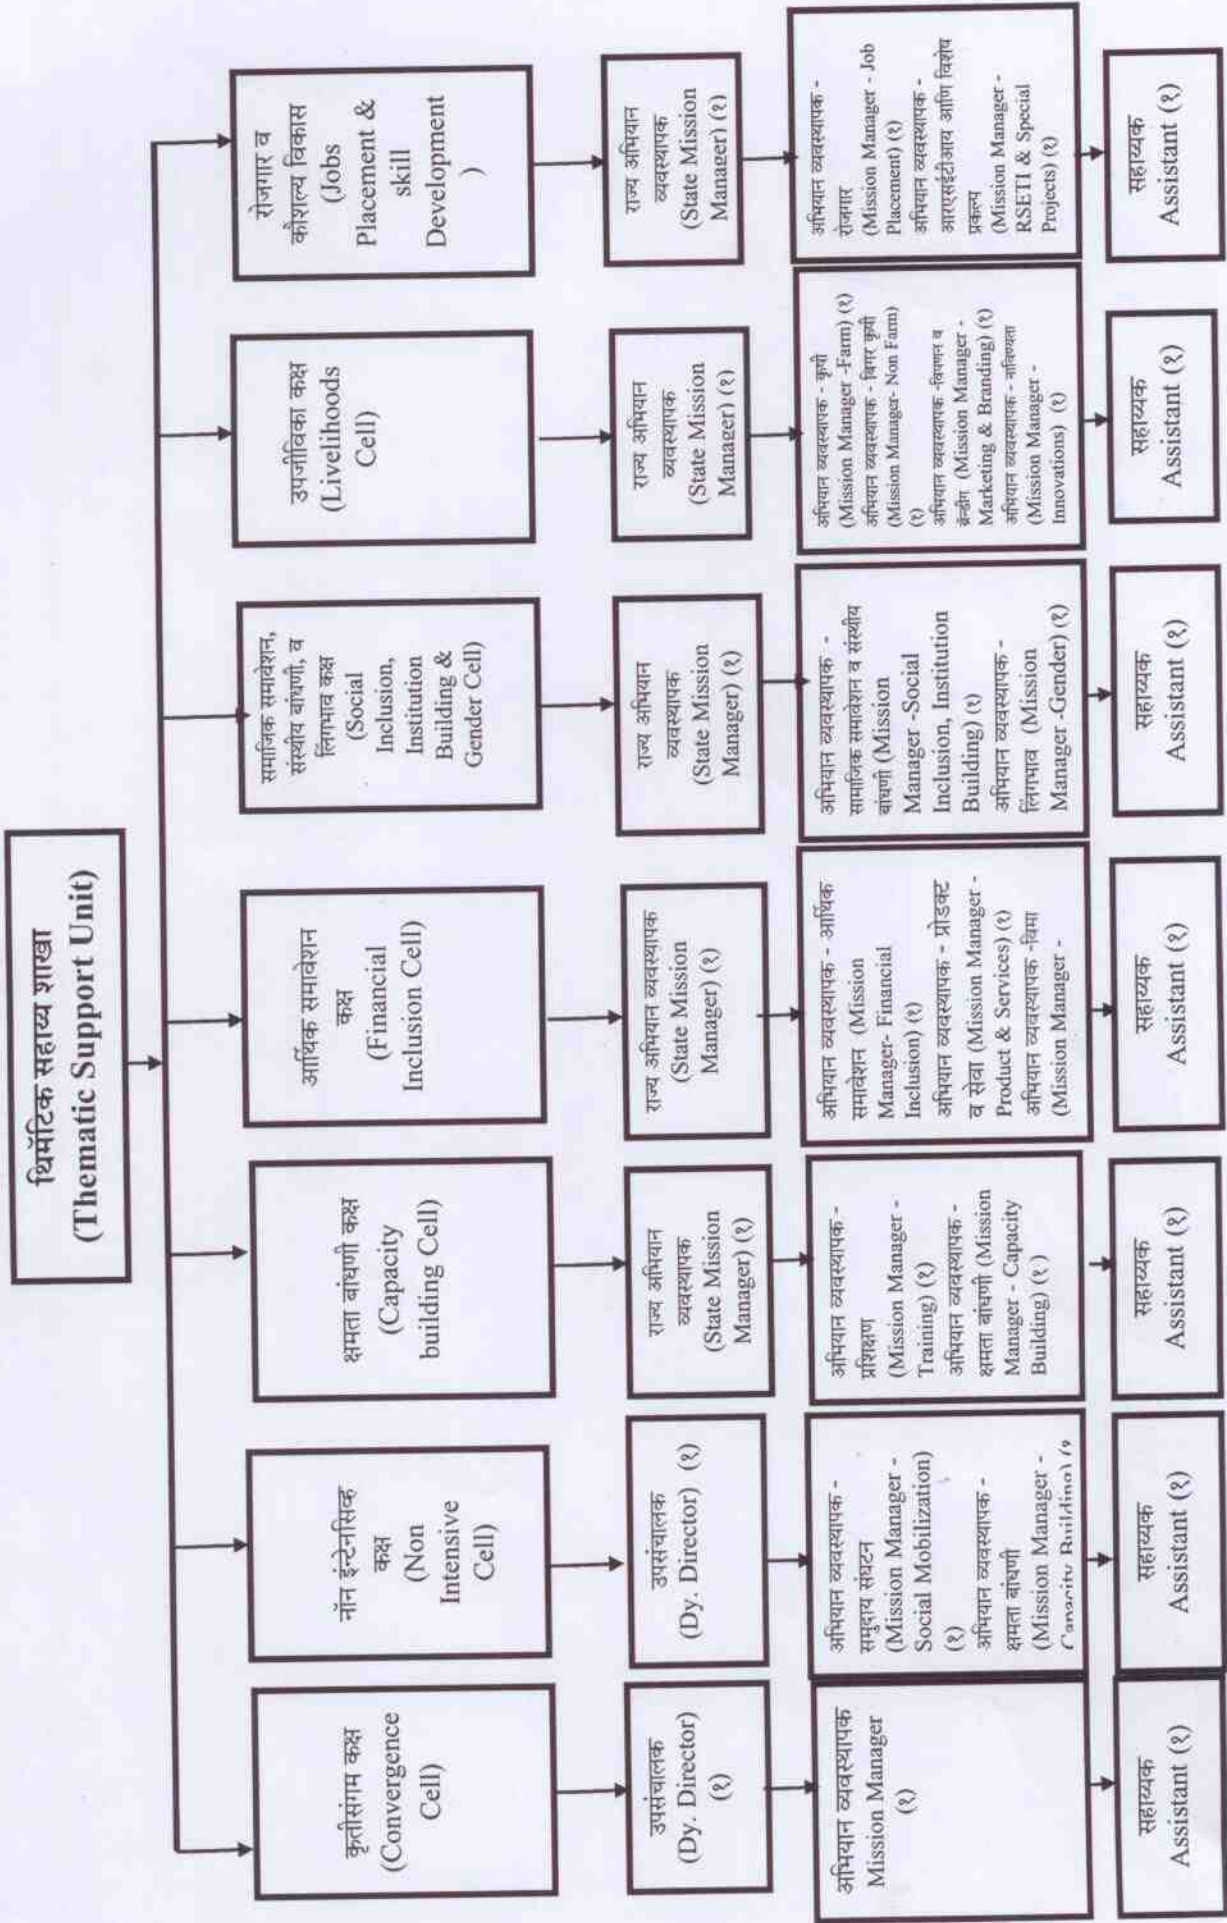 थिमॅटिक सहाय्य शाखा
(Thematic Support Unit)
कृतीसंगम कक्ष
(Convergence
Cell)
नॉन इंटेनसिव्ह
कक्ष
(Non
Intensive
Cell)
क्षमता बांधणी कक्ष
(Capacity
building Cell)
आर्थिक समावेशन
कक्ष
(Financial
Inclusion Cell)
समाजिक समावेशन,
संस्थीय बांधणी, व
लिंगभाव कक्ष
(Social
Inclusion,
Institution
Building &
Gender Cell)
उपजीविका कक्ष
(Livelihoods
Cell)
रोजगार व
कौशल्य विकास
(Jobs
Placement &
skill
Development
)
उपसंचालक
(Dy. Director)
(१)
उपसंचालक
(Dy. Director) (१)
राज्य अभियान
व्यवस्थापक
(State Mission
Manager) (१)
राज्य अभियान व्यवस्थापक
(State Mission
Manager) (१)
राज्य अभियान
व्यवस्थापक
(State Mission
Manager) (१)
राज्य अभियान
व्यवस्थापक
(State Mission
Manager) (१)
राज्य अभियान
व्यवस्थापक
(State Mission
Manager) (१)
अभियान व्यवस्थापक
Mission Manager
(१)
अभियान व्यवस्थापक -
समुदाय संघटन
(Mission Manager -
Social Mobilization)
(१)
अभियान व्यवस्थापक -
क्षमता बांधणी
(Mission Manager -
Capacity Building) (१
अभियान व्यवस्थापक -
प्रशिक्षण
(Mission Manager -
Training) (१)
अभियान व्यवस्थापक -
क्षमता बांधणी (Mission
Manager - Capacity
Building) (१)
अभियान व्यवस्थापक - आर्थिक
समावेशन (Mission
Manager- Financial
Inclusion) (१)
अभियान व्यवस्थापक - प्रोडक्ट
व सेवा (Mission Manager -
Product & Services) (१)
अभियान व्यवस्थापक -विमा
(Mission Manager -
अभियान व्यवस्थापक -
सामाजिक समावेशन व संस्थीय
बांधणी (Mission
Manager -Social
Inclusion, Institution
Building) (१)
अभियान व्यवस्थापक -
लिंगभाव (Mission
Manager -Gender) (१)
अभियान व्यवस्थापक - कृषी
(Mission Manager -Farm) (१)
अभियान व्यवस्थापक - बिगर कृषी
(Mission Manager- Non Farm)
(१)
अभियान व्यवस्थापक -विपणन व
ब्रॅन्डींग (Mission Manager -
Marketing & Branding) (१)
अभियान व्यवस्थापक - नाविण्यता
(Mission Manager -
Innovations) (१)
अभियान व्यवस्थापक -
रोजगार
(Mission Manager - Job
Placement) (१)
अभियान व्यवस्थापक -
आरएसईटीआय आणि विशेष
प्रकल्प
(Mission Manager -
RSETI & Special
Projects) (१)
सहाय्यक
Assistant (१)
सहाय्यक
Assistant (१)
सहाय्यक
Assistant (१)
सहाय्यक
Assistant (१)
सहाय्यक
Assistant (१)
सहाय्यक
Assistant (१)
सहाय्यक
Assistant (१)